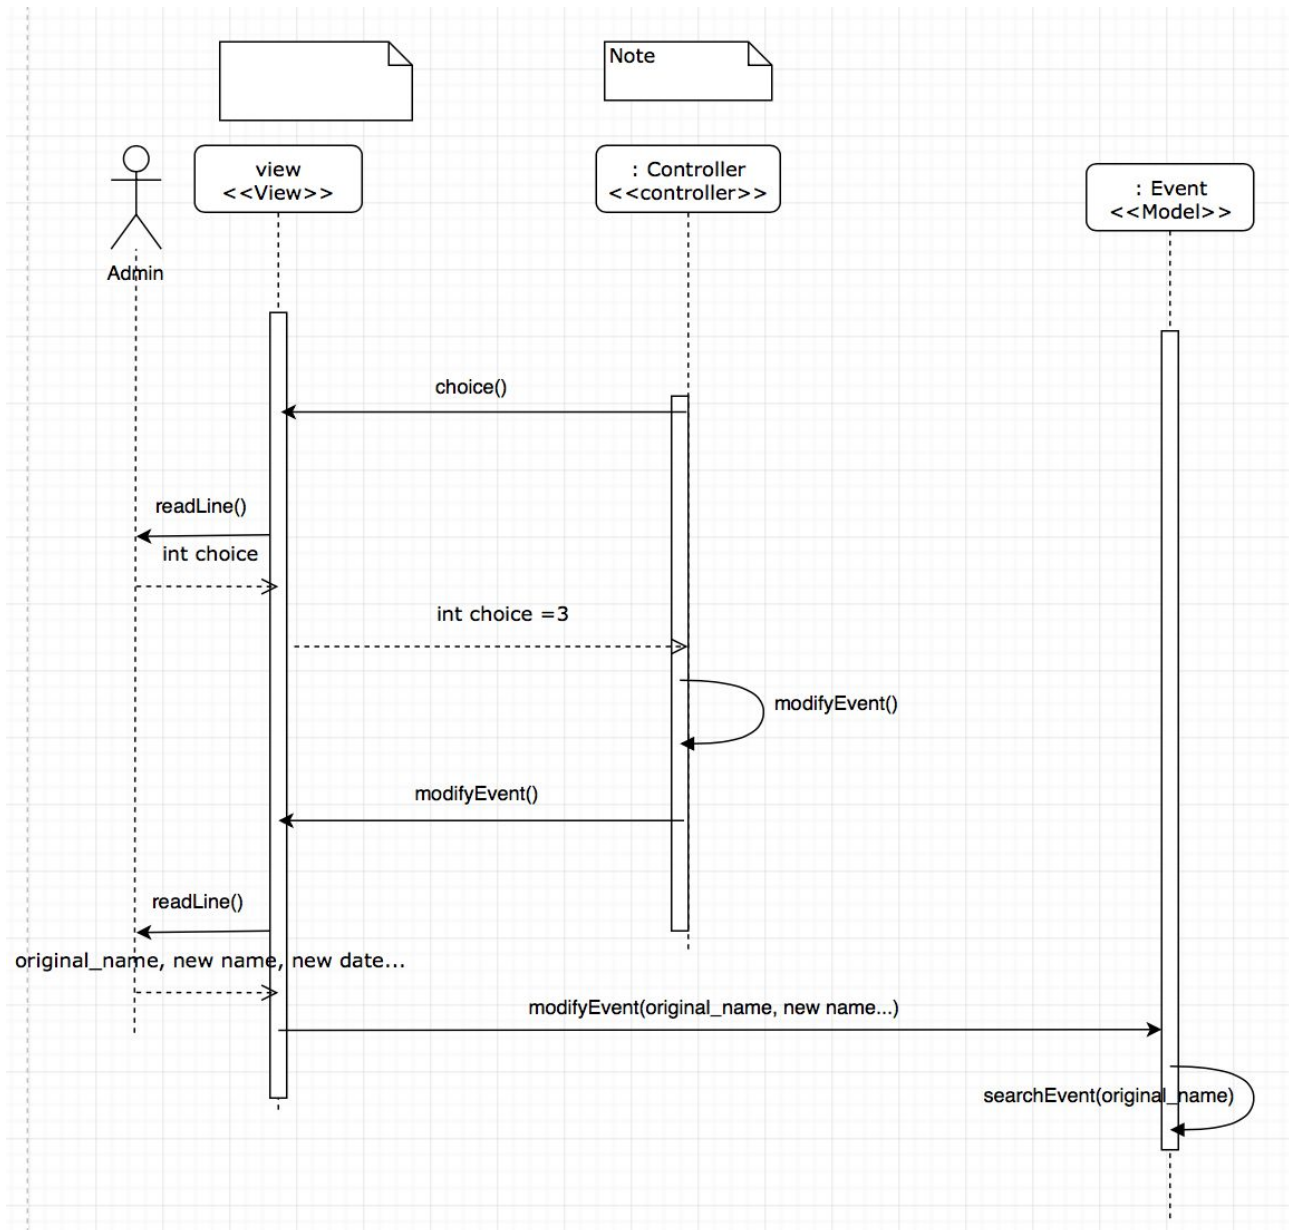 Note
view
<<View>>
: Controller
<<controller>>
: Event
<<Model>>
Admin
choice()
readLine()
int choice
int choice =3
modifyEvent()
modifyEvent()
readLine()
original_name, new name, new date...
modifyEvent(original_name, new name...)
searchEvent(original_name)